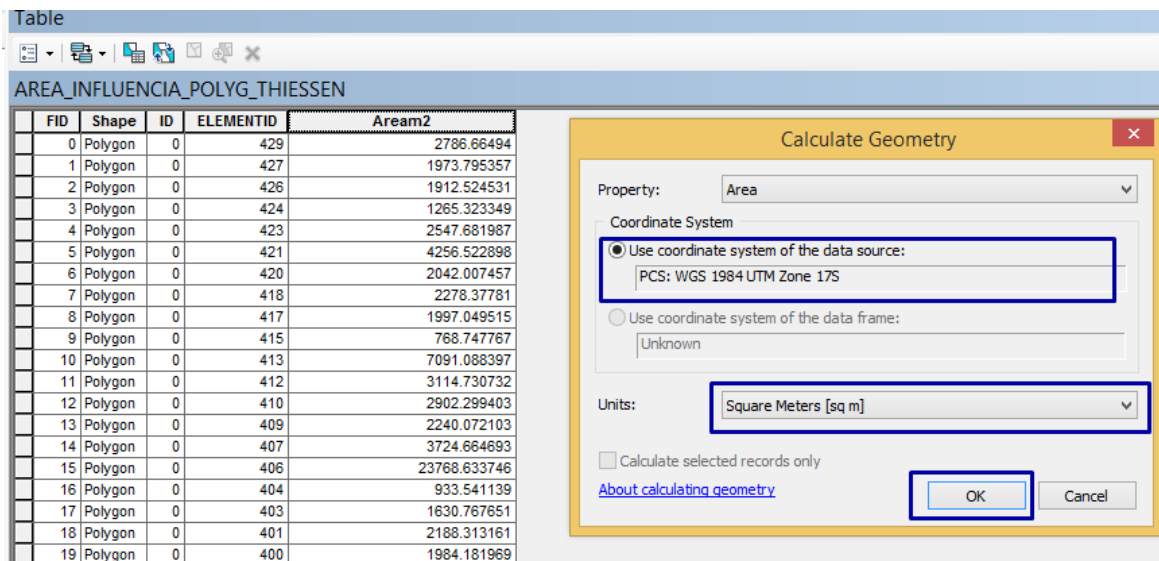 Table
AREA_INFLUENCIA_POLYG_THIESSEN
FID Shape ID ELEMENTID Aream2
0 Polygon 0 429 2786.66494
1 Polygon 0 427 1973.795357
2 Polygon 0 426 1912.524531
3 Polygon 0 424 1265.323349
4 Polygon 0 423 2547.681987
5 Polygon 0 421 4256.522898
6 Polygon 0 420 2042.007457
7 Polygon 0 418 2278.37781
8 Polygon 0 417 1997.049515
9 Polygon 0 415 768.747767
10 Polygon 0 413 7091.088397
11 Polygon 0 412 3114.730732
12 Polygon 0 410 2902.299403
13 Polygon 0 409 2240.072103
14 Polygon 0 407 3724.664693
15 Polygon 0 406 23768.633746
16 Polygon 0 404 933.541139
17 Polygon 0 403 1630.767651
18 Polygon 0 401 2188.313161
19 Polygon 0 400 1984.181969
Calculate Geometry
Property: Area
Coordinate System
Use coordinate system of the data source:
PCS: WGS 1984 UTM Zone 17S
Use coordinate system of the data frame:
Unknown
Units: Square Meters [sq m]
Calculate selected records only
About calculating geometry OK Cancel